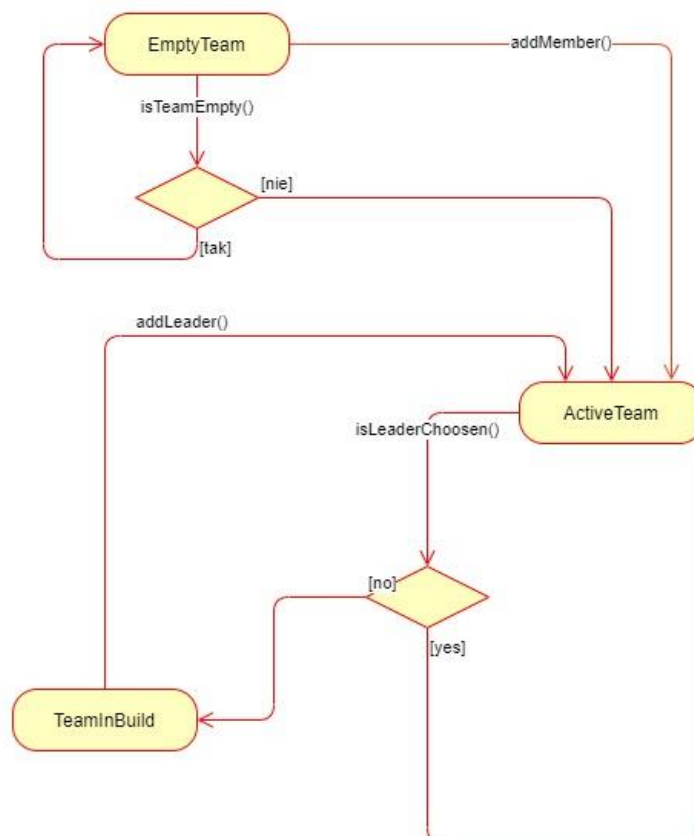 EmptyTeam
addMember()
isTeamEmpty()
[nie]
[tak]
addLeader()
ActiveTeam
isLeaderChoosen()
[no]
[yes]
TeamInBuild